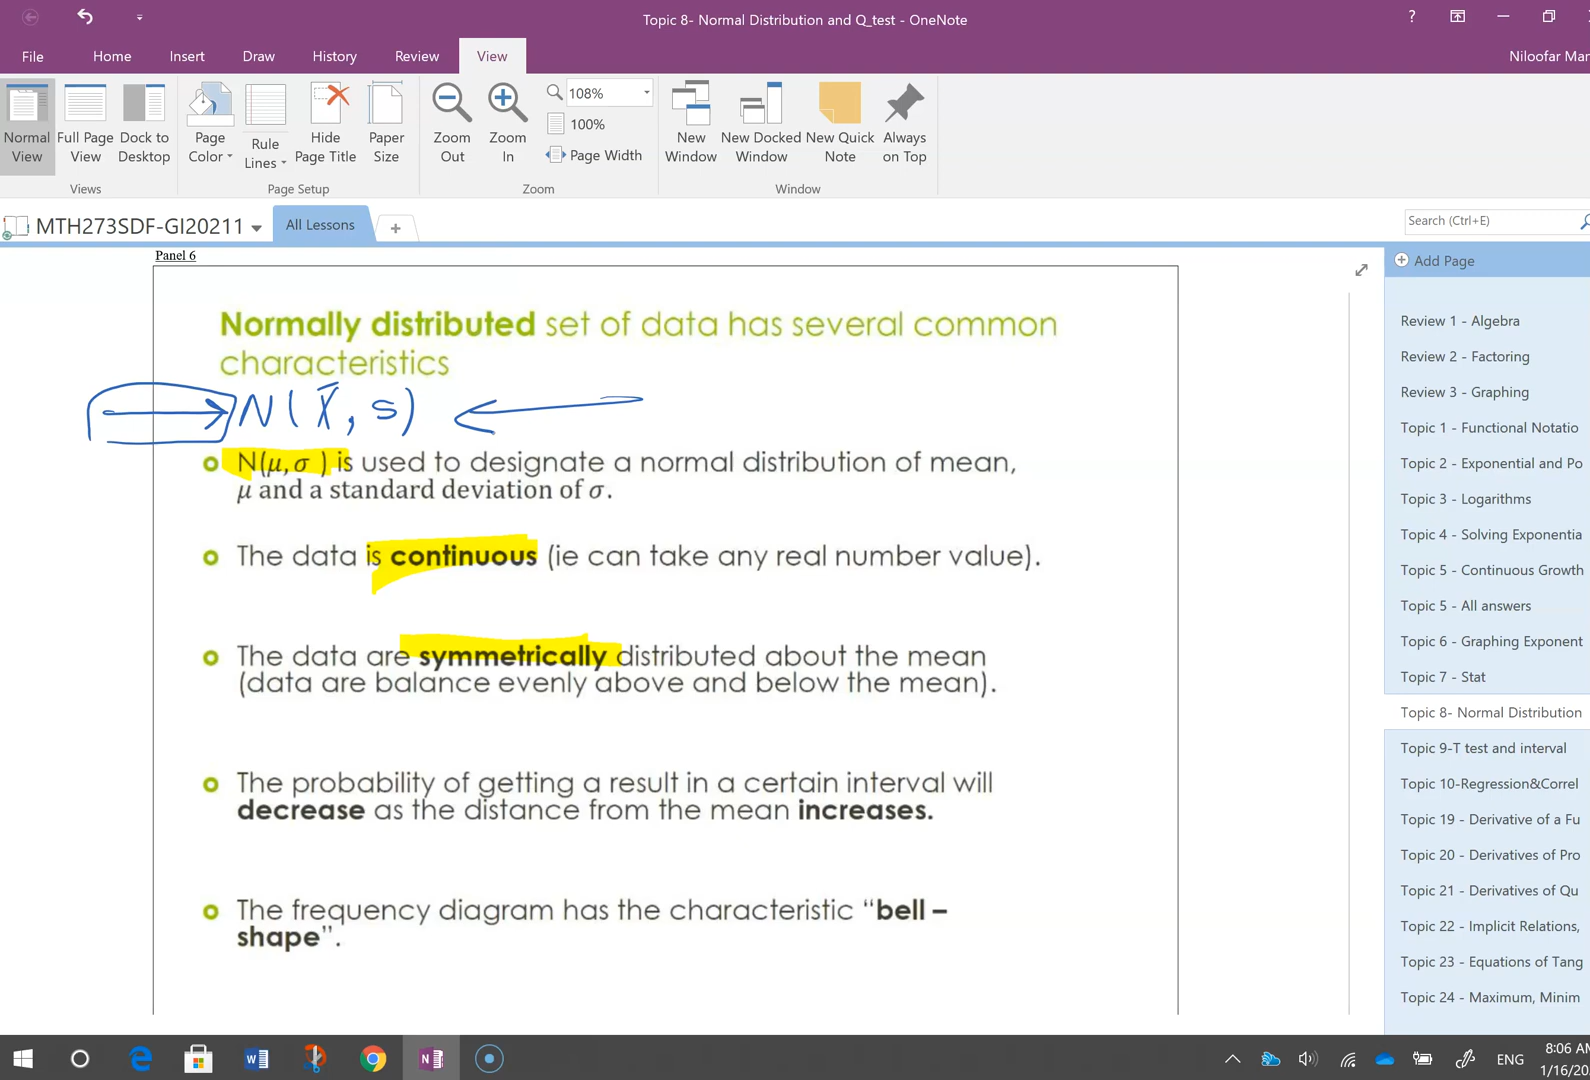 Topic 8- Normal Distribution and Q_test - OneNote
?
File Home Insert Draw History Review View
Niloofar Mar
Normal View
Full Page View
Dock to Desktop
Page Color
Rule Lines
Hide Page Title
Paper Size
Zoom Out
Zoom In
108%
100%
Page Width
New Window
New Docked Window
New Quick Note
Always on Top
Views
Page Setup
Zoom
Window
MTH273SDF-GI20211
All Lessons
+
Search (Ctrl+E)
Panel 6
Normally distributed set of data has several common
characteristics
N(x̄, s)
N(μ, σ ) is used to designate a normal distribution of mean,
μ and a standard deviation of σ.
The data is continuous (ie can take any real number value).
The data are symmetrically distributed about the mean
(data are balance evenly above and below the mean).
The probability of getting a result in a certain interval will
decrease as the distance from the mean increases.
The frequency diagram has the characteristic “bell –
shape”.
Add Page
Review 1 - Algebra
Review 2 - Factoring
Review 3 - Graphing
Topic 1 - Functional Notatio
Topic 2 - Exponential and Po
Topic 3 - Logarithms
Topic 4 - Solving Exponentia
Topic 5 - Continuous Growth
Topic 5 - All answers
Topic 6 - Graphing Exponent
Topic 7 - Stat
Topic 8- Normal Distribution
Topic 9-T test and interval
Topic 10-Regression&Correl
Topic 19 - Derivative of a Fu
Topic 20 - Derivatives of Pro
Topic 21 - Derivatives of Qu
Topic 22 - Implicit Relations,
Topic 23 - Equations of Tang
Topic 24 - Maximum, Minim
ENG
8:06 AM
1/16/20